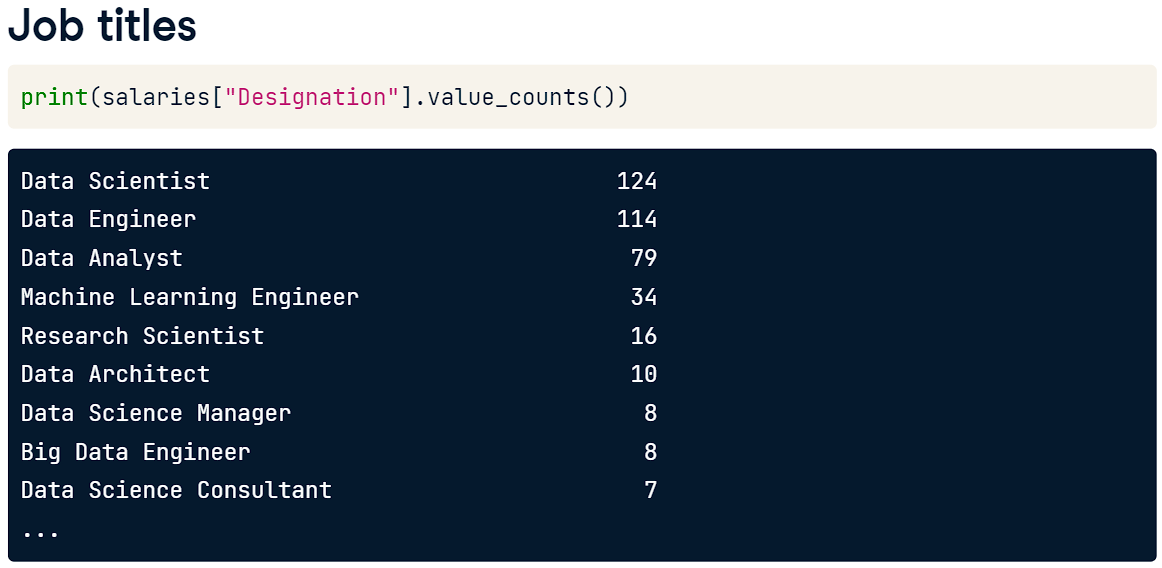 Job titles
print(salaries["Designation"].value_counts())
Data Scientist                              124
Data Engineer                               114
Data Analyst                                 79
Machine Learning Engineer                    34
Research Scientist                           16
Data Architect                               10
Data Science Manager                          8
Big Data Engineer                             8
Data Science Consultant                       7
...